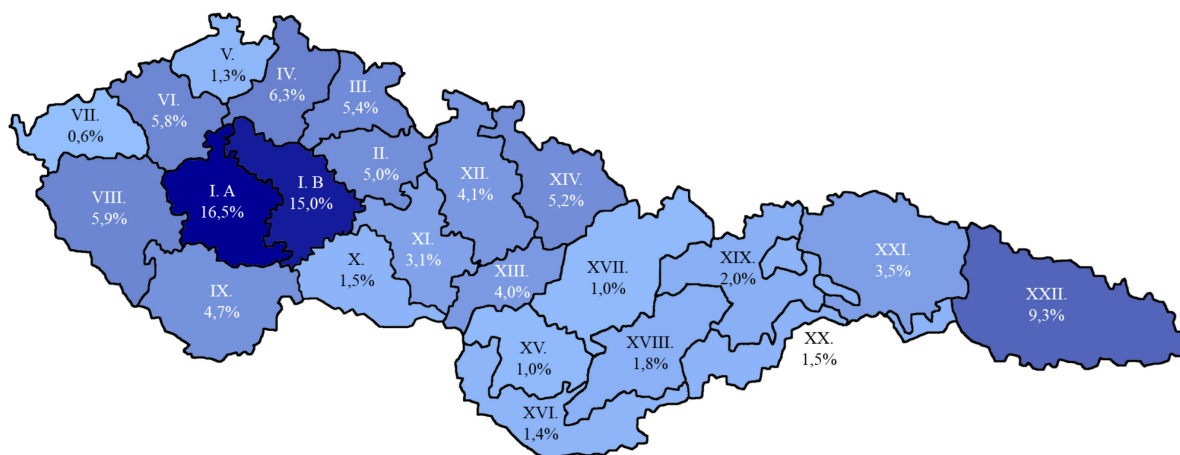 V.
1,3%
IV.
6,3%
III.
5,4%
VI.
5,8%
VII.
0,6%
II.
5,0%
XII.
4,1%
XIV.
5,2%
VIII.
5,9%
I. A
16,5%
I. B
15,0%
XI.
3,1%
X.
1,5%
IX.
4,7%
XIII.
4,0%
XVII.
1,0%
XIX.
2,0%
XXI.
3,5%
XXII.
9,3%
XV.
1,0%
XVIII.
1,8%
XX.
1,5%
XVI.
1,4%